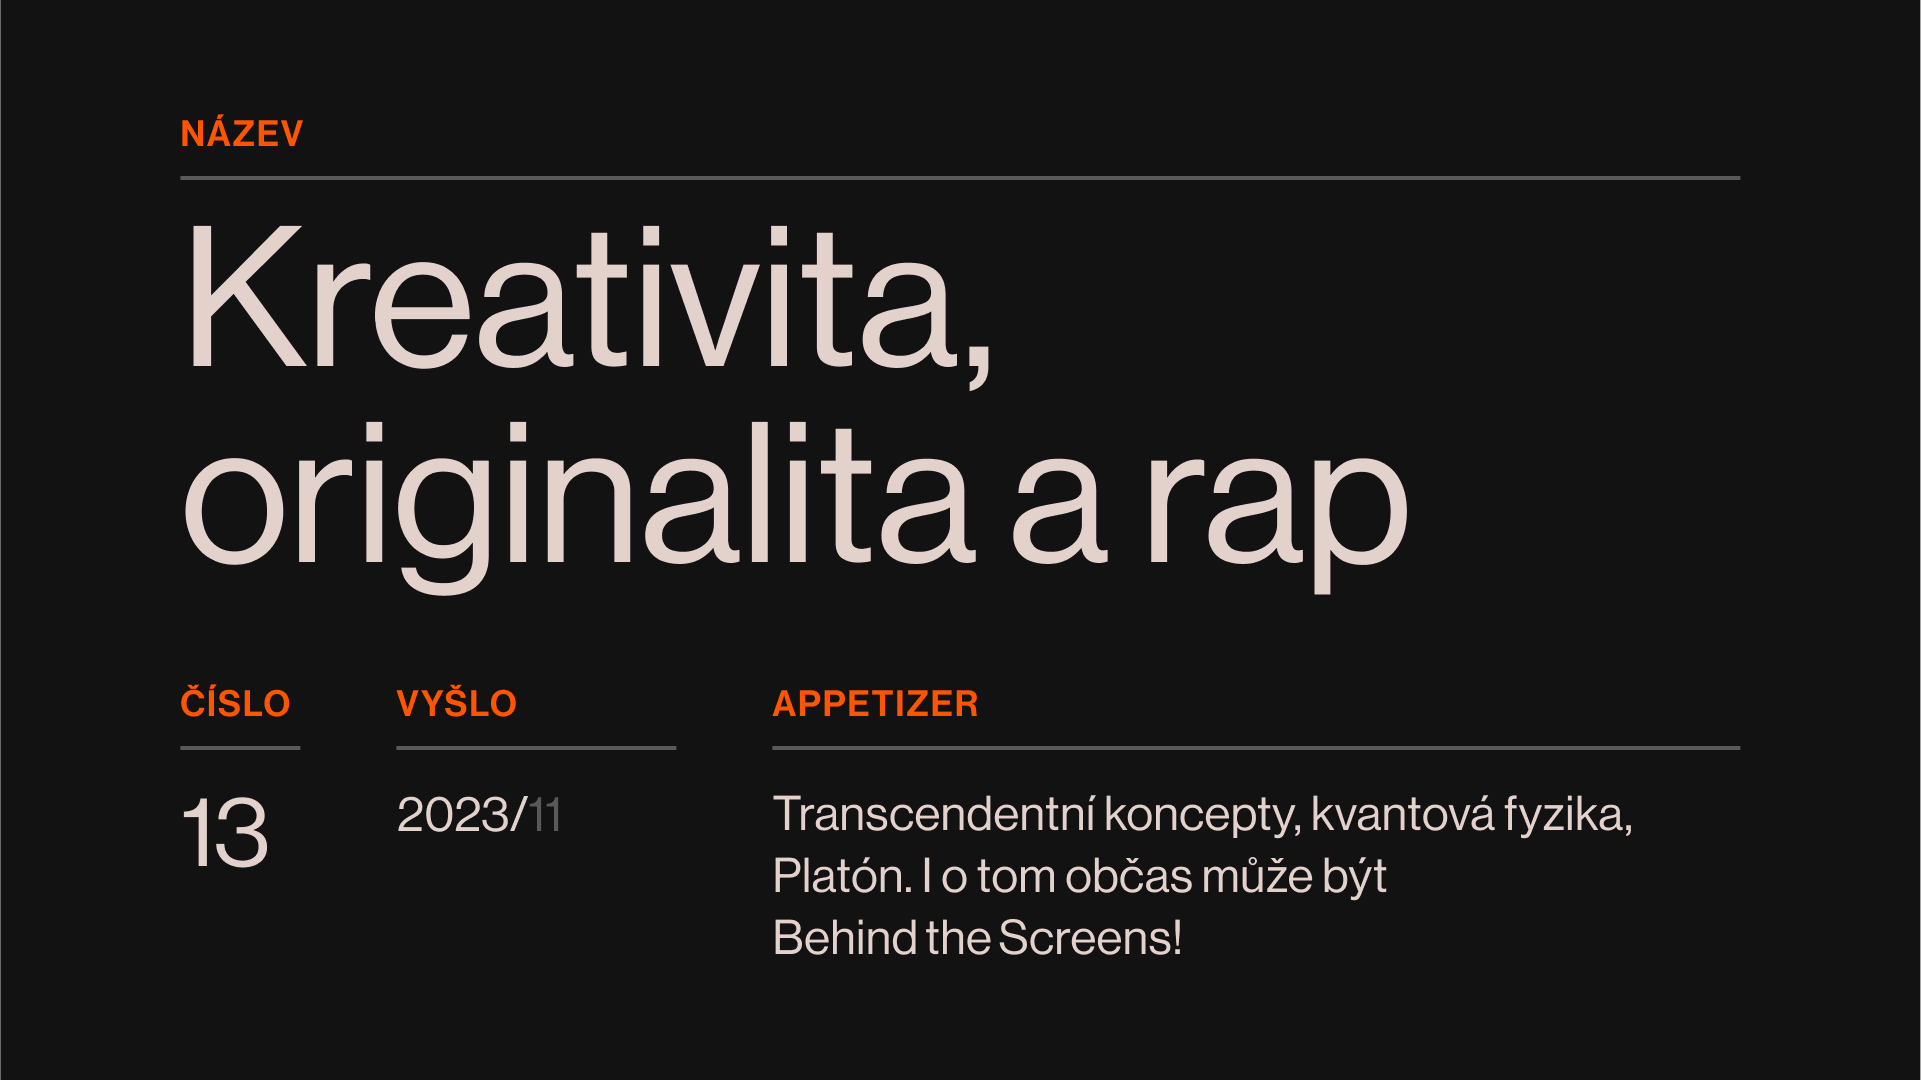 NÁZEV
Kreativita,
originalita a rap
ČÍSLO
13
VYŠLO
2023/11
APPETIZER
Transcendentní koncepty, kvantová fyzika,
Platón. I o tom občas může být
Behind the Screens!